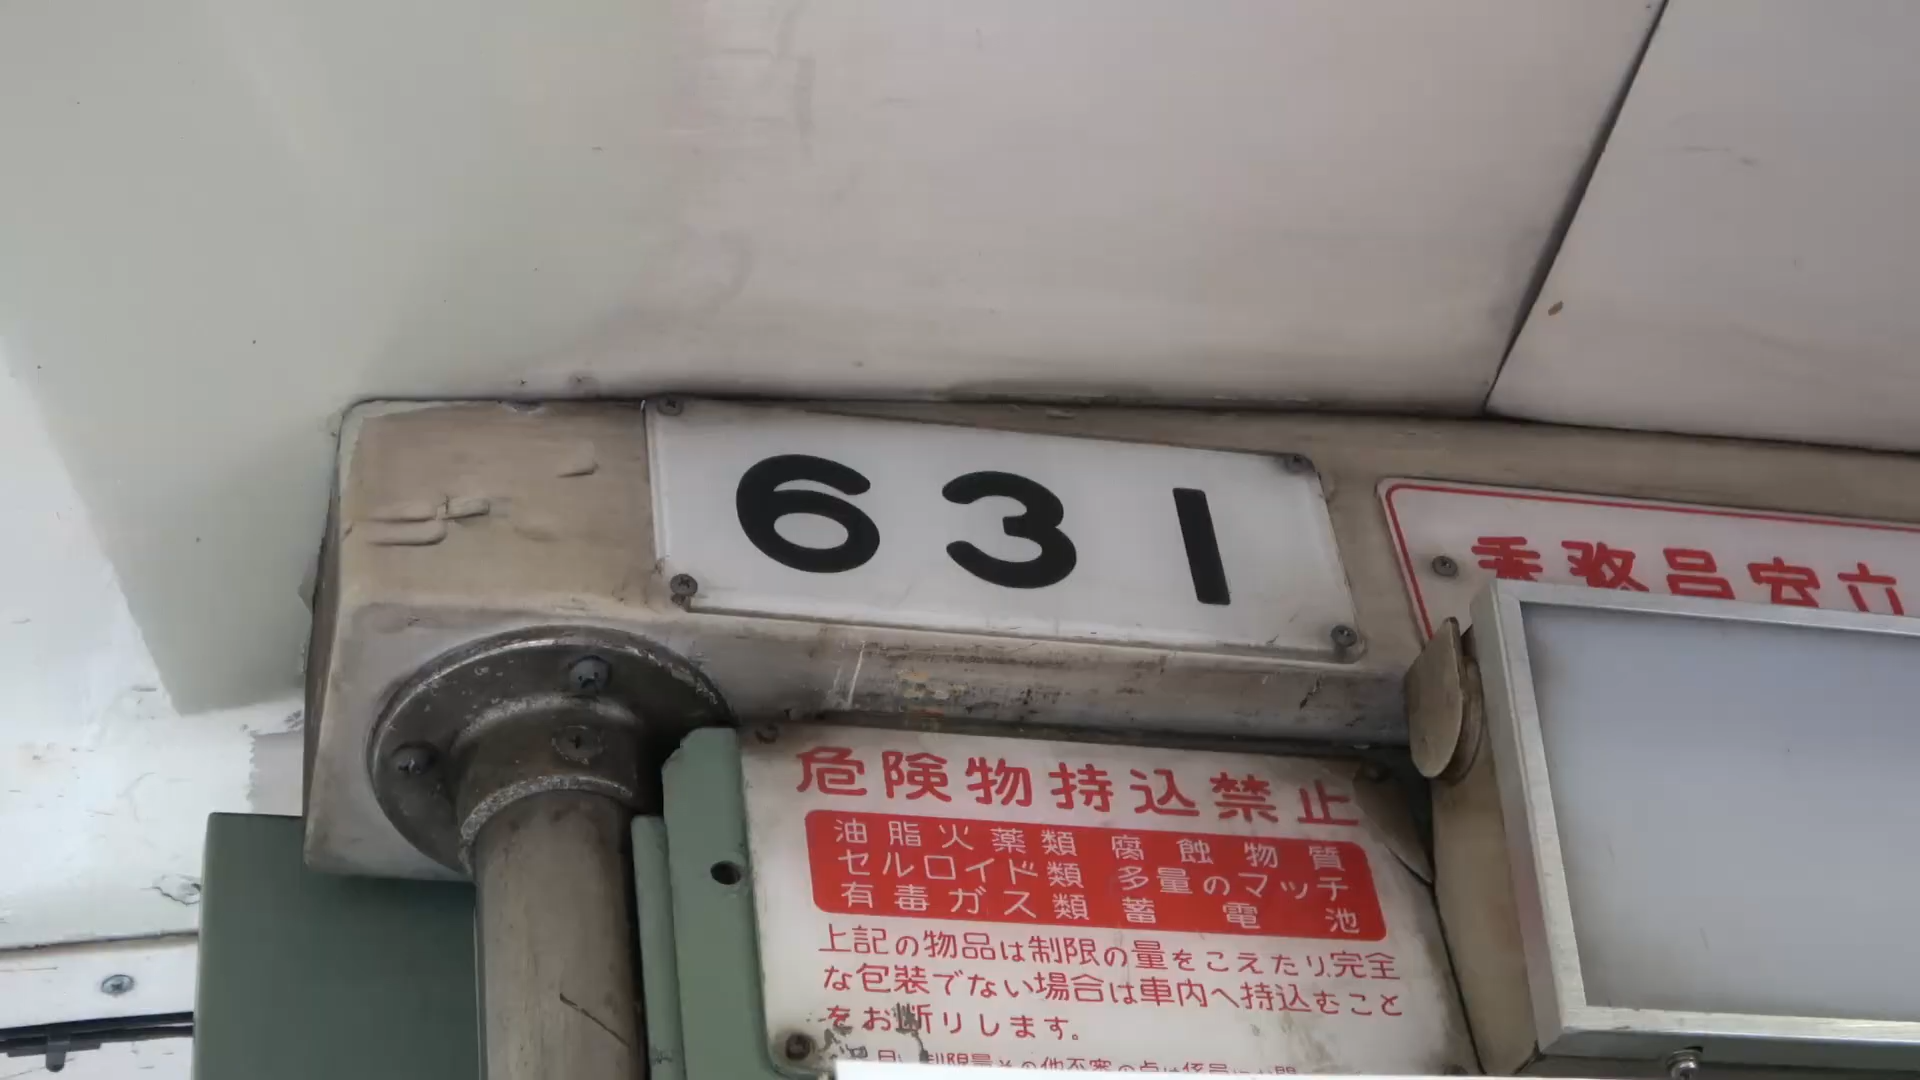 631
危険物持込禁止
油脂火薬類 腐蝕物質
セルロイド類 多量のマッチ
有毒ガス類 蓄電池
上記の物品は制限の量をこえたり完全
な包装でない場合は車内へ持込むこと
をお断りします。